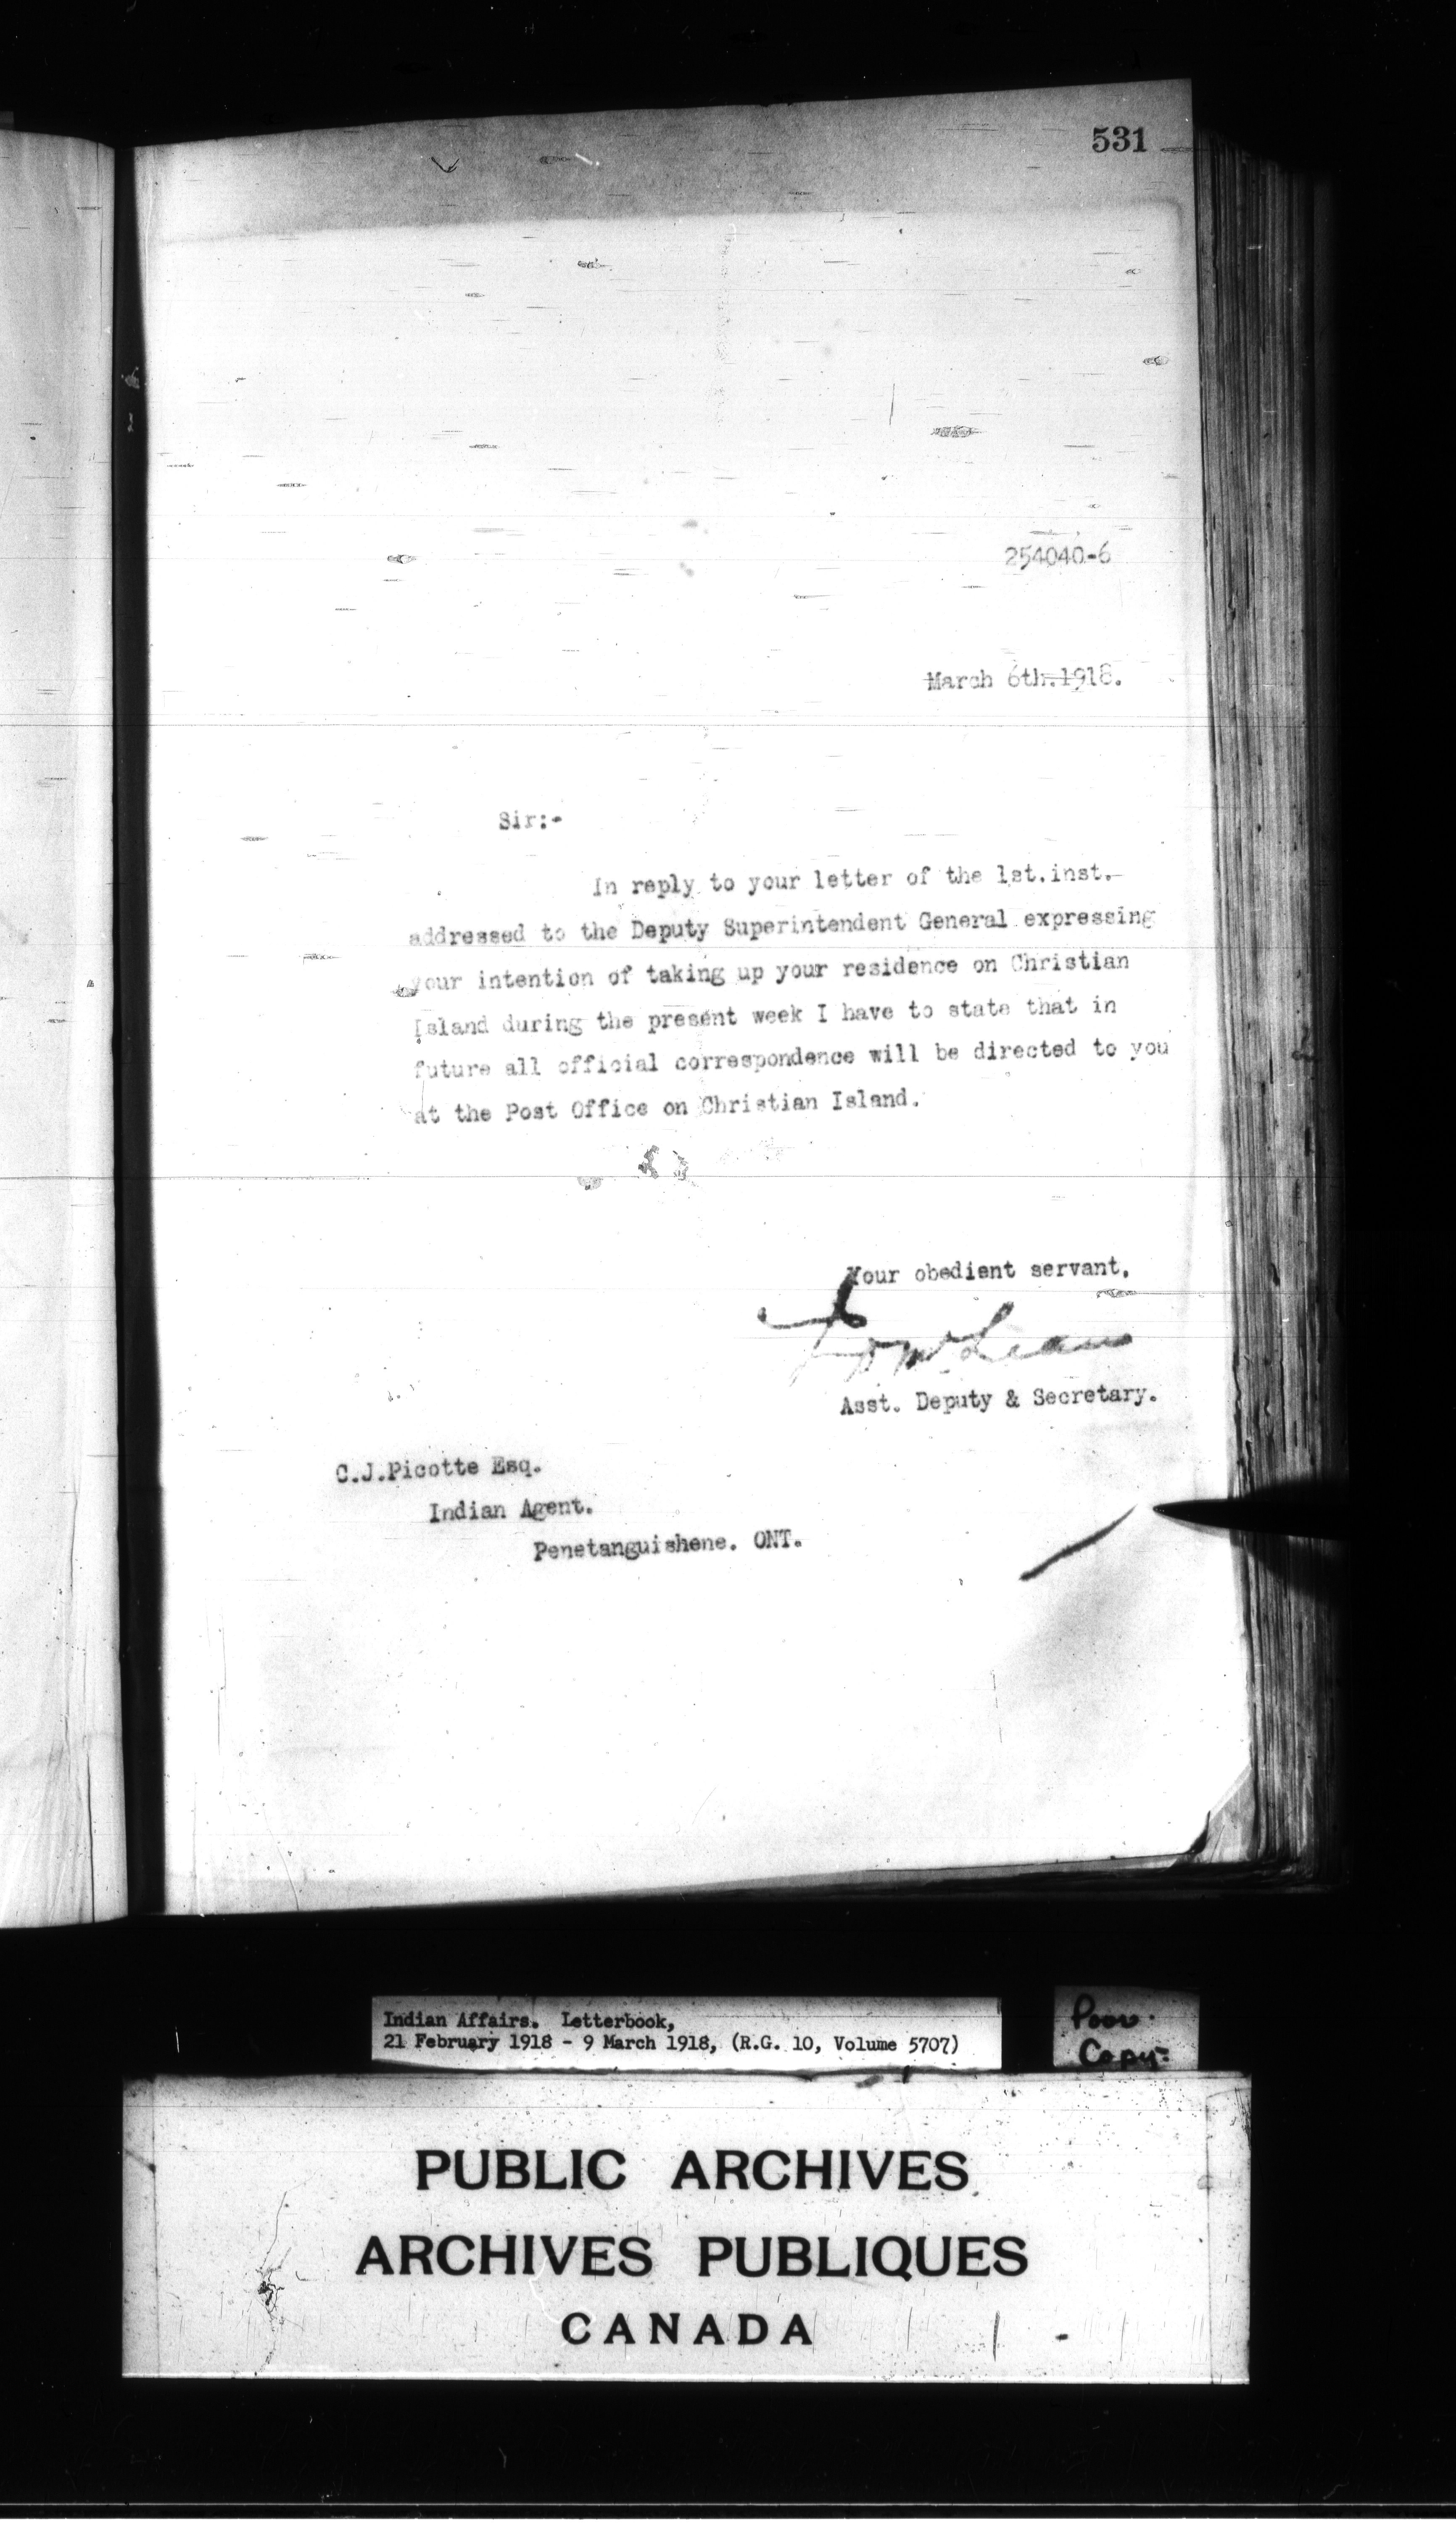 531
254040-6
March 6th.1918.
Sir:-
In reply to your letter of the 1st.inst.
addressed to the Deputy Superintendent General expressing
your intention of taking up your residence on Christian
Island during the present week I have to state that in
future all official correspondence will be directed to you
at the Post Office on Christian Island.
Your obedient servant,
McLean
Asst. Deputy & Secretary.
C.J.Picotte Esq.
Indian Agent.
Penetanguishene. ONT.
Indian Affairs. Letterbook,
21 February 1918 - 9 March 1918, (R.G. 10, Volume 5707)
Poor
Copy
PUBLIC ARCHIVES
ARCHIVES PUBLIQUES
CANADA